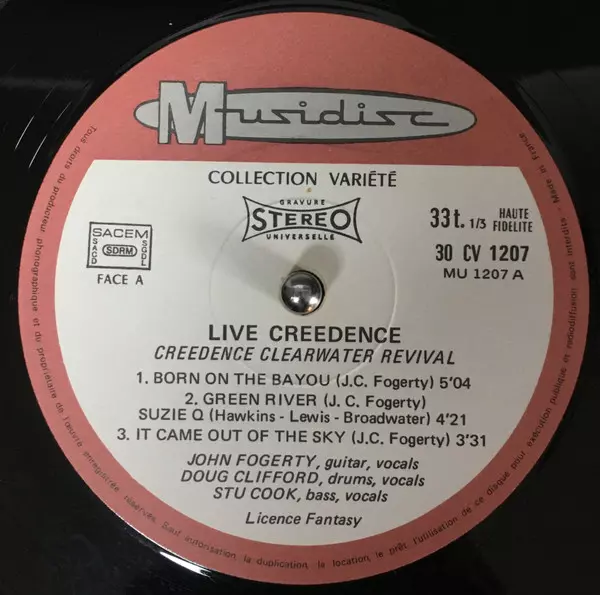 Musidisc
COLLECTION VARIÉTÉ
GRAVURE
STEREO
UNIVERSELLE
33 t. 1/3 HAUTE FIDELITE
30 CV 1207
MU 1207 A
SACEM
SACD SDRM SGDL
FACE A
LIVE CREEDENCE
CREEDENCE CLEARWATER REVIVAL
1. BORN ON THE BAYOU (J.C. Fogerty) 5'04
2. GREEN RIVER (J.C. Fogerty)
SUZIE Q (Hawkins - Lewis - Broadwater) 4'21
3. IT CAME OUT OF THE SKY (J.C. Fogerty) 3'31
JOHN FOGERTY, guitar, vocals
DOUG CLIFFORD, drums, vocals
STU COOK, bass, vocals
Licence Fantasy
Tous droits du producteur phonographique et du propriétaire de l'œuvre enregistrée réservés. Sauf autorisation, la duplication, la location, le prêt, l'utilisation de ce disque pour exécution publique et radiodiffusion sont interdits - Made in France